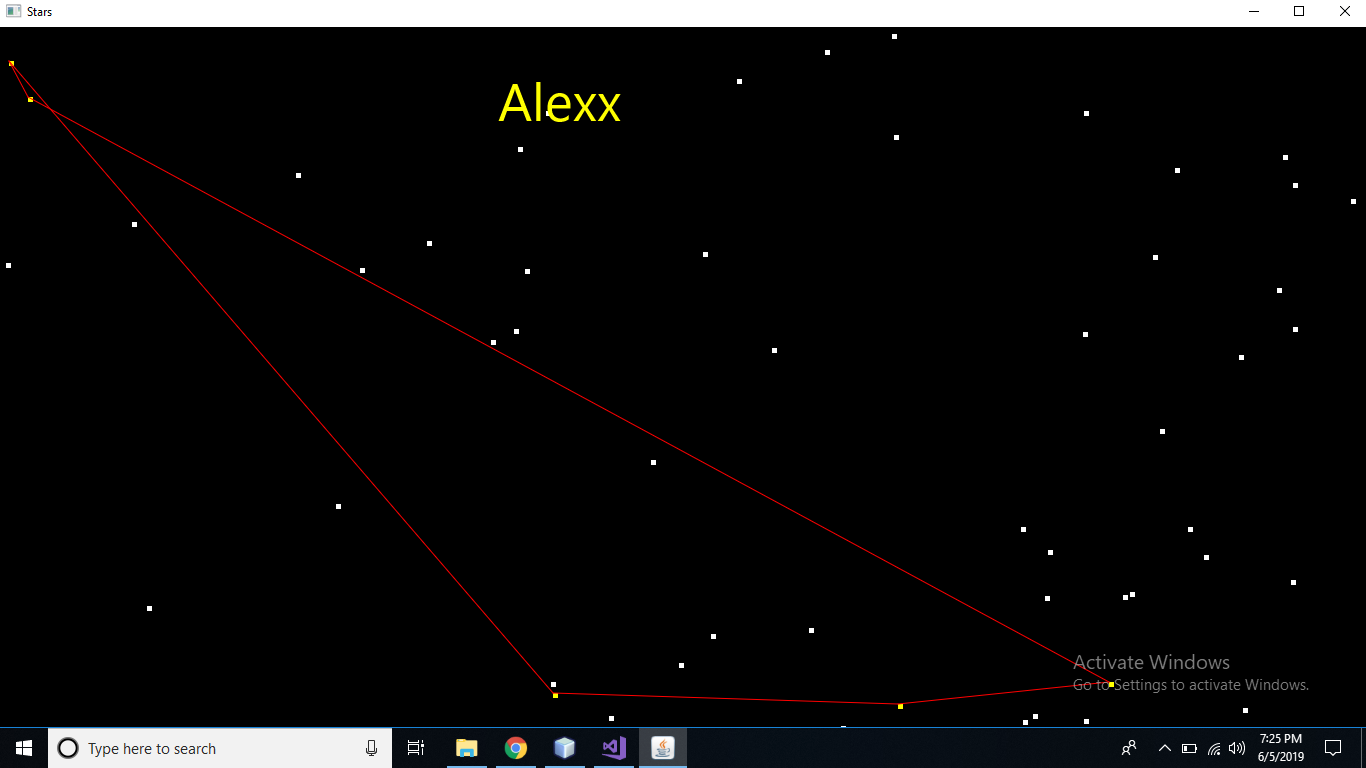 Stars
Alexx
Activate Windows
Go to Settings to activate Windows.
Type here to search
7:25 PM
6/5/2019